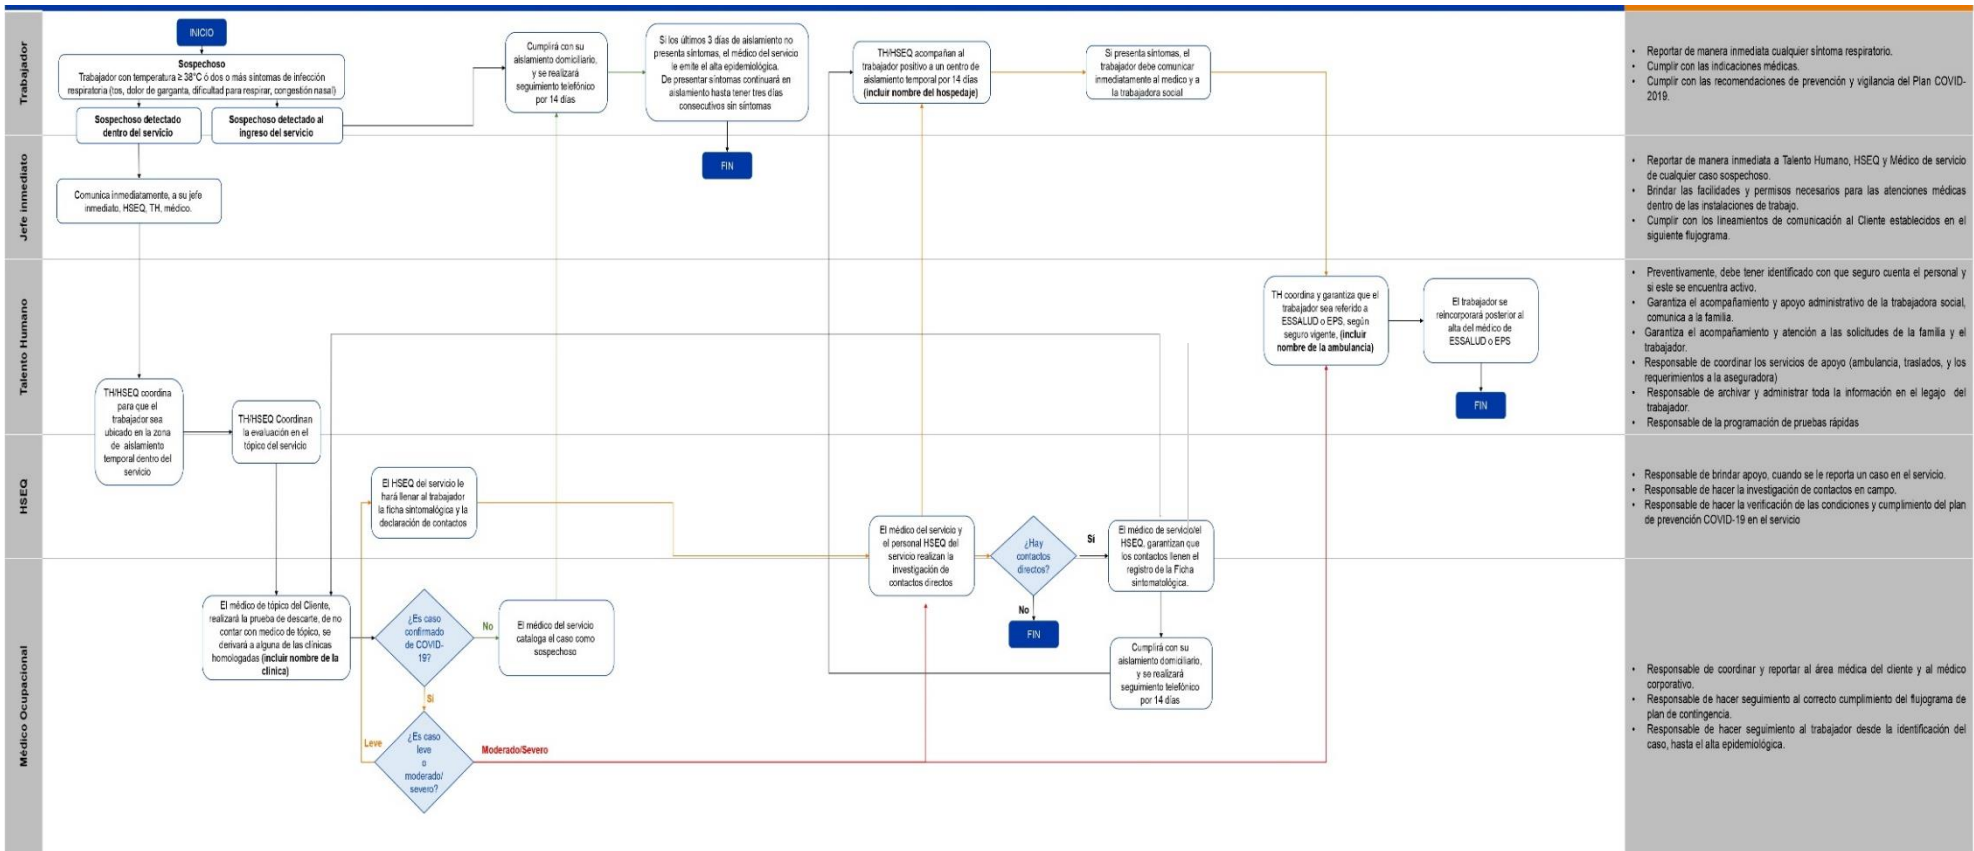 Trabajador
INICIO
Sospechoso
Trabajador con temperatura ≥ 38°C ó dos o más síntomas de infección
respiratoria (tos, dolor de garganta, dificultad para respirar, congestión nasal)
Sospechoso detectado
dentro del servicio
Sospechoso detectado al
ingreso del servicio
Cumplirá con su
aislamiento domiciliario,
y se realizará
seguimiento telefónico
por 14 días
Si los últimos 3 días de aislamiento no
presenta síntomas, el médico del servicio
le emite el alta epidemiológica.
De presentar síntomas continuará en
aislamiento hasta tener tres días
consecutivos sin síntomas
FIN
TH/HSEQ acompañan al
trabajador positivo a un centro de
aislamiento temporal por 14 días
(incluir nombre del hospedaje)
Si presenta síntomas, el
trabajador debe comunicar
inmediatamente al medico y a
la trabajadora social
• Reportar de manera inmediata cualquier síntoma respiratorio.
• Cumplir con las indicaciones médicas.
• Cumplir con las recomendaciones de prevención y vigilancia del Plan COVID-
2019.
Jefe inmediato
Comunica inmediatamente, a su jefe
inmediato, HSEQ, TH, médico.
• Reportar de manera inmediata a Talento Humano, HSEQ y Médico de servicio
de cualquier caso sospechoso.
• Brindar las facilidades y permisos necesarios para las atenciones médicas
dentro de las instalaciones de trabajo.
• Cumplir con los lineamientos de comunicación al Cliente establecidos en el
siguiente flujograma.
Talento Humano
TH/HSEQ coordina
para que el
trabajador sea
ubicado en la zona
de aislamiento
temporal dentro del
servicio
TH/HSEQ Coordinan
la evaluación en el
tópico del servicio
TH coordina y garantiza que el
trabajador sea referido a
ESSALUD o EPS, según
seguro vigente, (incluir
nombre de la ambulancia)
El trabajador se
reincorporará posterior al
alta del médico de
ESSALUD o EPS
FIN
• Preventivamente, debe tener identificado con que seguro cuenta el personal y
si este se encuentra activo.
• Garantiza el acompañamiento y apoyo administrativo de la trabajadora social,
comunica a la familia.
• Garantiza el acompañamiento y atención a las solicitudes de la familia y el
trabajador.
• Responsable de coordinar los servicios de apoyo (ambulancia, traslados, y los
requerimientos a la aseguradora)
• Responsable de archivar y administrar toda la información en el legajo del
trabajador.
• Responsable de la programación de pruebas rápidas
HSEQ
El HSEQ del servicio le
hará llenar al trabajador
la ficha sintomalógica y la
declaración de contactos
El médico del servicio y
el personal HSEQ del
servicio realizan la
investigación de
contactos directos
¿Hay
contactos
directos?
Sí
No
FIN
El médico de servicio/el
HSEQ, garantizan que
los contactos llenen el
registro de la Ficha
sintomatológica.
• Responsable de brindar apoyo, cuando se le reporta un caso en el servicio.
• Responsable de hacer la investigación de contactos en campo.
• Responsable de hacer la verificación de las condiciones y cumplimiento del plan
de prevención COVID-19 en el servicio
Médico Ocupacional
El médico de tópico del Cliente,
realizará la prueba de descarte, de no
contar con medico de tópico, se
derivará a alguna de las clínicas
homologadas (incluir nombre de la
clínica)
¿Es caso
confirmado
de COVID-
19?
No
El médico del servicio
cataloga el caso como
sospechoso
Sí
¿Es caso
leve
o
moderado/
severo?
Leve
Moderado/Severo
Cumplirá con su
aislamiento domiciliario,
y se realizará
seguimiento telefónico
por 14 días
• Responsable de coordinar y reportar al área médica del cliente y al médico
corporativo.
• Responsable de hacer seguimiento al correcto cumplimiento del flujograma de
plan de contingencia.
• Responsable de hacer seguimiento al trabajador desde la identificación del
caso, hasta el alta epidemiológica.